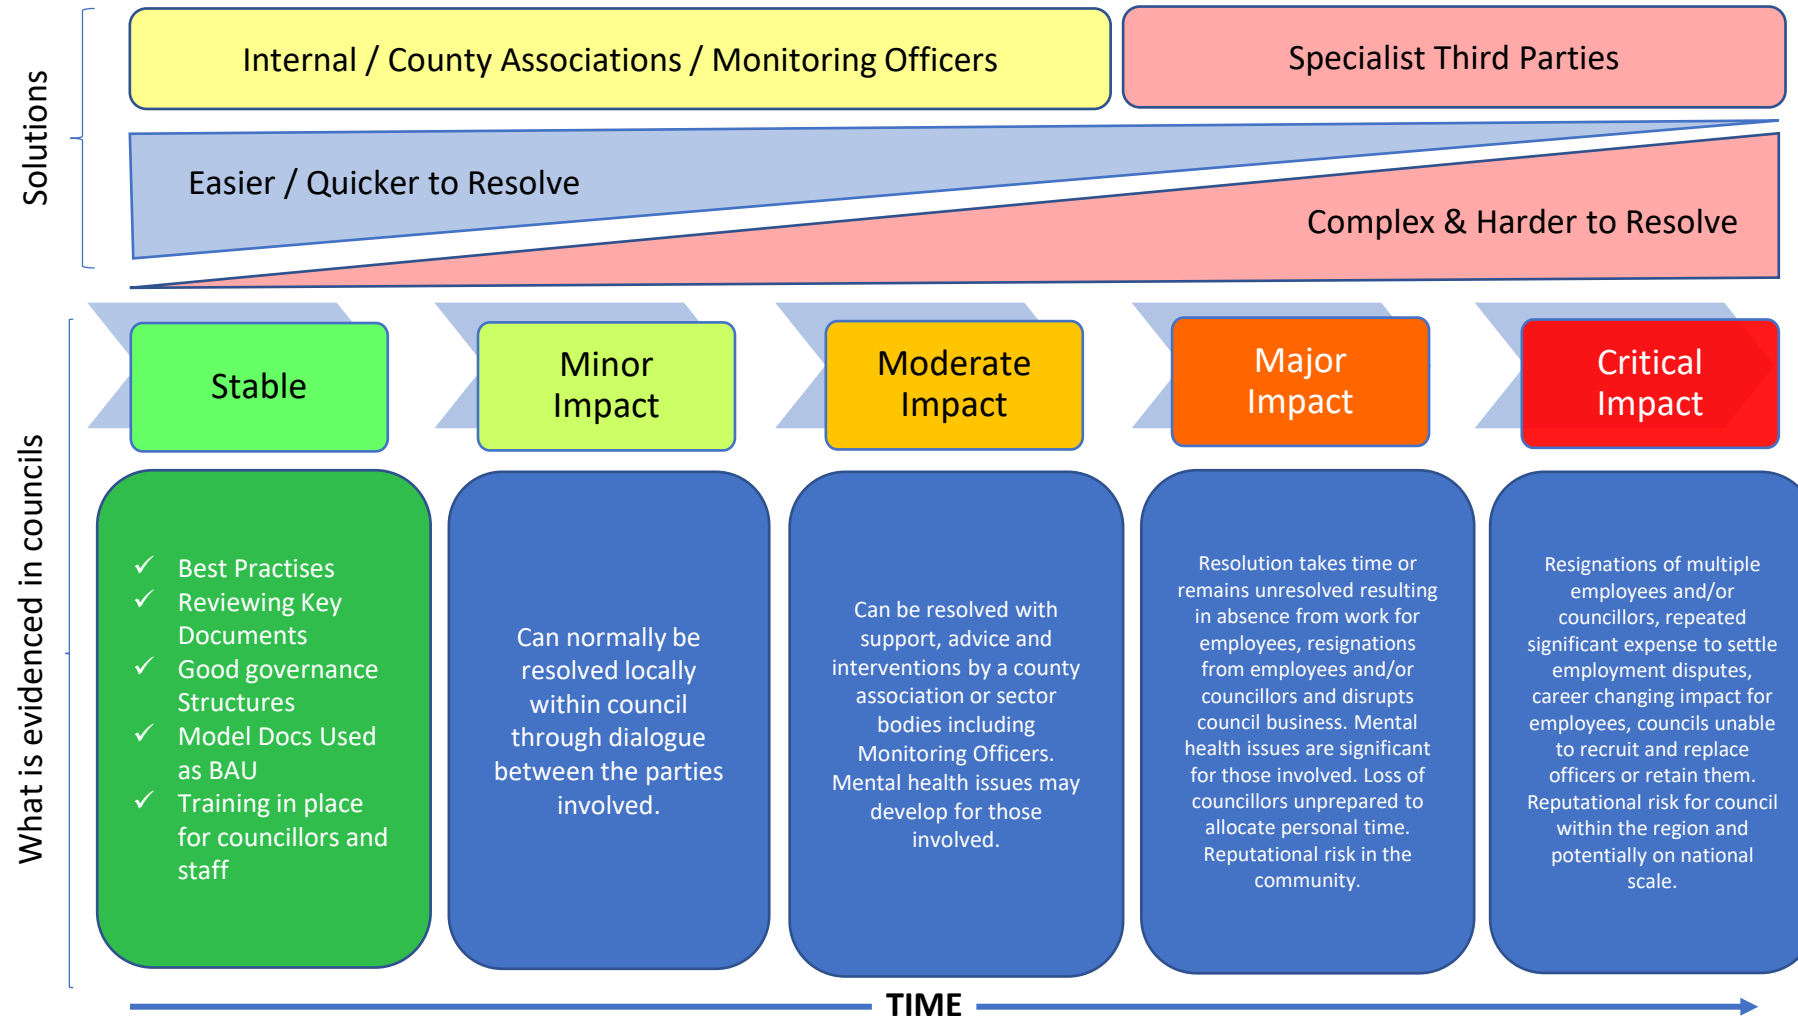 Solutions
Internal / County Associations / Monitoring Officers
Specialist Third Parties
Easier / Quicker to Resolve
Complex & Harder to Resolve
What is evidenced in councils
Stable
Minor
Impact
Moderate
Impact
Major
Impact
Critical
Impact
✓ Best Practises
✓ Reviewing Key
Documents
✓ Good governance
Structures
✓ Model Docs Used
as BAU
✓ Training in place
for councillors and
staff
Can normally be
resolved locally
within council
through dialogue
between the parties
involved.
Can be resolved with
support, advice and
interventions by a county
association or sector
bodies including
Monitoring Officers.
Mental health issues may
develop for those
involved.
Resolution takes time or
remains unresolved resulting
in absence from work for
employees, resignations
from employees and/or
councillors and disrupts
council business. Mental
health issues are significant
for those involved. Loss of
councillors unprepared to
allocate personal time.
Reputational risk in the
community.
Resignations of multiple
employees and/or
councillors, repeated
significant expense to settle
employment disputes,
career changing impact for
employees, councils unable
to recruit and replace
officers or retain them.
Reputational risk for council
within the region and
potentially on national
scale.
TIME